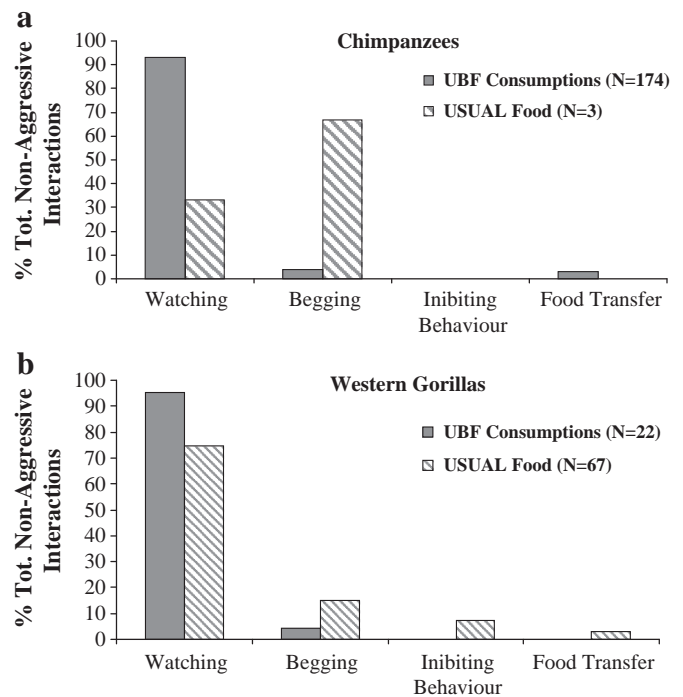 a
Chimpanzees
% Tot. Non-Aggressive
Interactions
100
90
80
70
60
50
40
30
20
10
0
UBF Consumptions (N=174)
USUAL Food (N=3)
Watching
Begging
Inibiting
Behaviour
Food Transfer
b
Western Gorillas
% Tot. Non-Aggressive
Interactions
100
90
80
70
60
50
40
30
20
10
0
UBF Consumptions (N=22)
USUAL Food (N=67)
Watching
Begging
Inibiting
Behaviour
Food Transfer